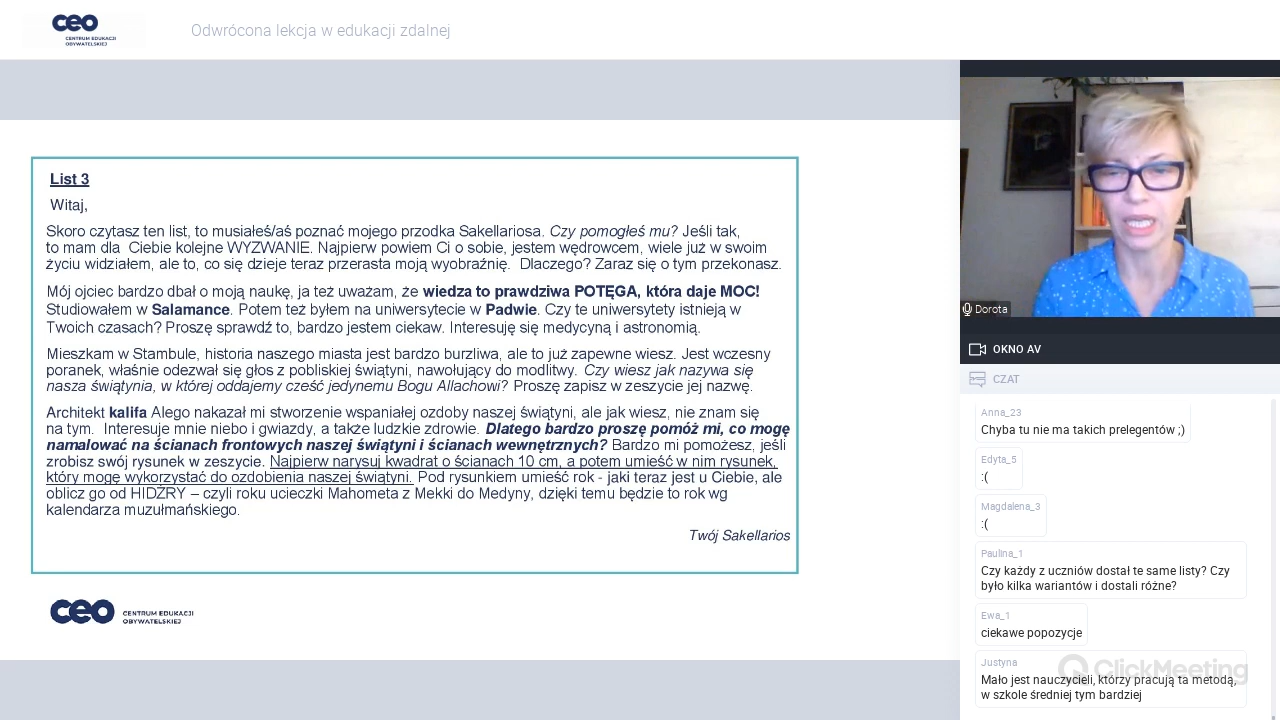 ceo
CENTRUM EDUKACJI
OBYWATELSKIEJ
Odwrócona lekcja w edukacji zdalnej
List 3
Witaj,
Skoro czytasz ten list, to musiałeś/aś poznać mojego przodka Sakellariosa. Czy pomogłeś mu? Jeśli tak,
to mam dla Ciebie kolejne WYZWANIE. Najpierw powiem Ci o sobie, jestem wędrowcem, wiele już w swoim
życiu widziałem, ale to, co się dzieje teraz przerasta moją wyobraźnię. Dlaczego? Zaraz się o tym przekonasz.
Mój ojciec bardzo dbał o moją naukę, ja też uważam, że wiedza to prawdziwa POTĘGA, która daje MOC!
Studiowałem w Salamance. Potem też byłem na uniwersytecie w Padwie. Czy te uniwersytety istnieją w
Twoich czasach? Proszę sprawdź to, bardzo jestem ciekaw. Interesuję się medycyną i astronomią.
Mieszkam w Stambule, historia naszego miasta jest bardzo burzliwa, ale to już zapewne wiesz. Jest wczesny
poranek, właśnie odezwał się głos z pobliskiej świątyni, nawołujący do modlitwy. Czy wiesz jak nazywa się
nasza świątynia, w której oddajemy cześć jedynemu Bogu Allachowi? Proszę zapisz w zeszycie jej nazwę.
Architekt kalifa Alego nakazał mi stworzenie wspaniałej ozdoby naszej świątyni, ale jak wiesz, nie znam się
na tym. Interesuje mnie niebo i gwiazdy, a także ludzkie zdrowie. Dlatego bardzo proszę pomóż mi, co mogę
namalować na ścianach frontowych naszej świątyni i ścianach wewnętrznych? Bardzo mi pomożesz, jeśli
zrobisz swój rysunek w zeszycie. Najpierw narysuj kwadrat o ścianach 10 cm, a potem umieść w nim rysunek,
który mogę wykorzystać do ozdobienia naszej świątyni. Pod rysunkiem umieść rok - jaki teraz jest u Ciebie, ale
oblicz go od HIDŻRY – czyli roku ucieczki Mahometa z Mekki do Medyny, dzięki temu będzie to rok wg
kalendarza muzułmańskiego.
Twój Sakellarios
ceo
CENTRUM EDUKACJI
OBYWATELSKIEJ
Dorota
OKNO AV
CZAT
Anna_23
Chyba tu nie ma takich prelegentów ;)
Edyta_5
:(
Magdalena_3
:(
Paulina_1
Czy każdy z uczniów dostał te same listy? Czy
było kilka wariantów i dostali różne?
Ewa_1
ciekawe popozycje
Justyna
ClickMeeting
Mało jest nauczycieli, którzy pracują ta metodą,
w szkole średniej tym bardziej